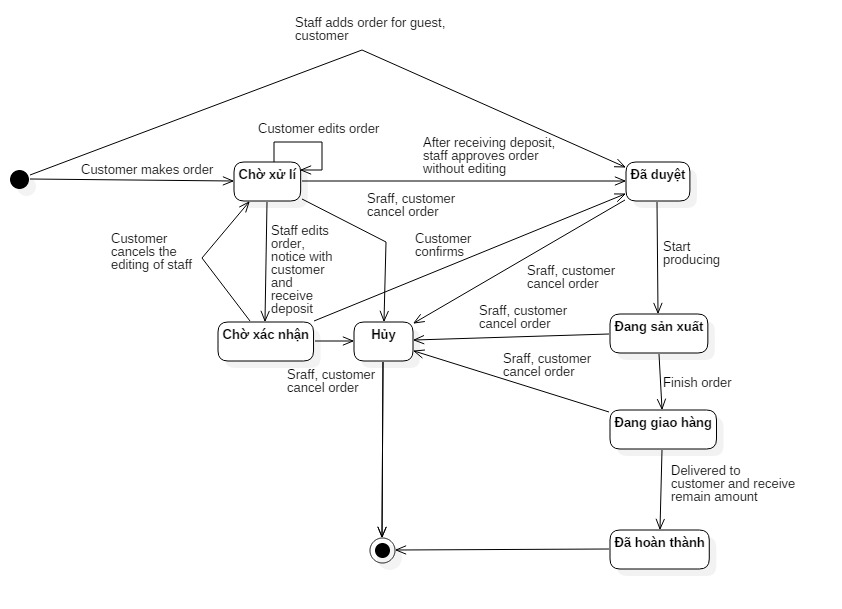 Staff adds order for guest,
customer
Customer edits order
After receiving deposit,
staff approves order
without editing
Customer makes order
Chờ xử lí
Đã duyệt
Sraff, customer
cancel order
Customer
cancels the
editing of staff
Staff edits
order,
notice with
customer
and
receive
deposit
Customer
confirms
Start
producing
Sraff, customer
cancel order
Sraff, customer
cancel order
Chờ xác nhận
Hủy
Đang sản xuất
Sraff, customer
cancel order
Sraff, customer
cancel order
Finish order
Đang giao hàng
Delivered to
customer and receive
remain amount
Đã hoàn thành